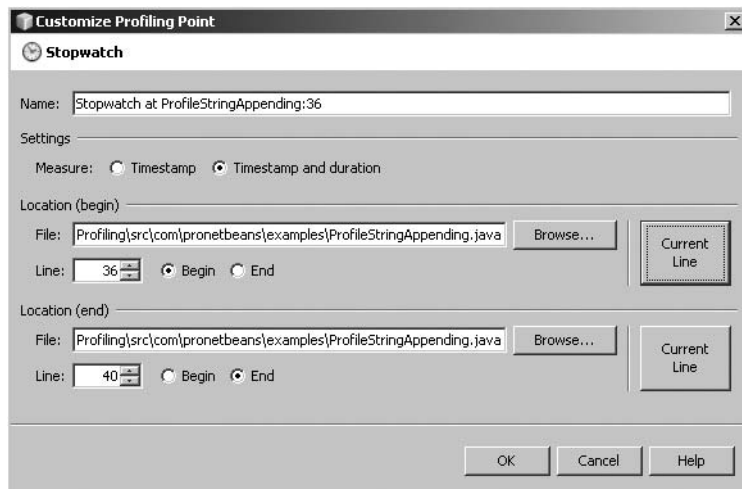 Customize Profiling Point
Stopwatch
Name: Stopwatch at ProfileStringAppending:36
Settings
Measure: Timestamp Timestamp and duration
Location (begin)
File: Profiling\src\com\pronetbeans\examples\ProfileStringAppending.java Browse...
Current
Line
Line: 36 Begin End
Location (end)
File: Profiling\src\com\pronetbeans\examples\ProfileStringAppending.java Browse...
Current
Line
Line: 40 Begin End
OK Cancel Help